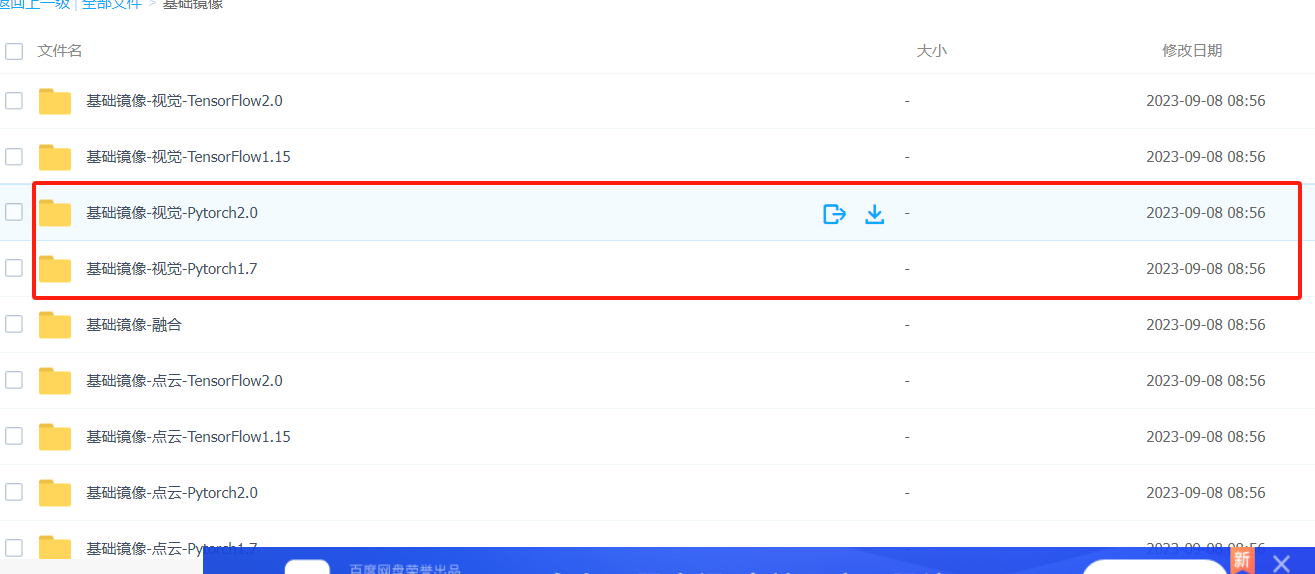 返回上一级 | 全部文件 > 基础镜像
文件名 大小 修改日期
基础镜像-视觉-TensorFlow2.0 - 2023-09-08 08:56
基础镜像-视觉-TensorFlow1.15 - 2023-09-08 08:56
基础镜像-视觉-Pytorch2.0 - 2023-09-08 08:56
基础镜像-视觉-Pytorch1.7 - 2023-09-08 08:56
基础镜像-融合 - 2023-09-08 08:56
基础镜像-点云-TensorFlow2.0 - 2023-09-08 08:56
基础镜像-点云-TensorFlow1.15 - 2023-09-08 08:56
基础镜像-点云-Pytorch2.0 - 2023-09-08 08:56
基础镜像-点云-Pytorch1.7 2023-09-08 08:56
新
百度网盘荣誉出品